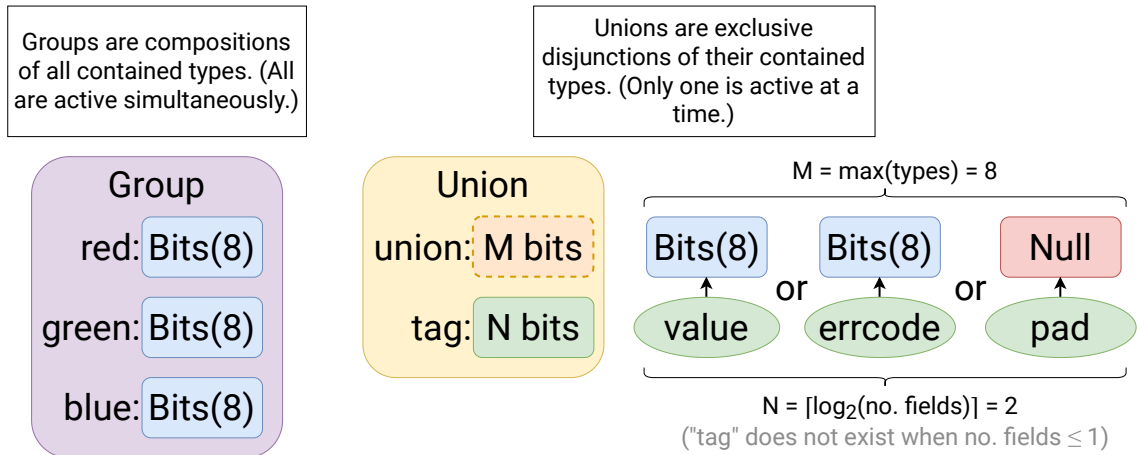 Groups are compositions
of all contained types. (All
are active simultaneously.)
Unions are exclusive
disjunctions of their contained
types. (Only one is active at a
time.)
Group
red: Bits(8)
green: Bits(8)
blue: Bits(8)
Union
union: M bits
tag: N bits
M = max(types) = 8
Bits(8) or Bits(8) or Null
value errcode pad
N = ⌈log₂(no. fields)⌉ = 2
("tag" does not exist when no. fields ≤ 1)